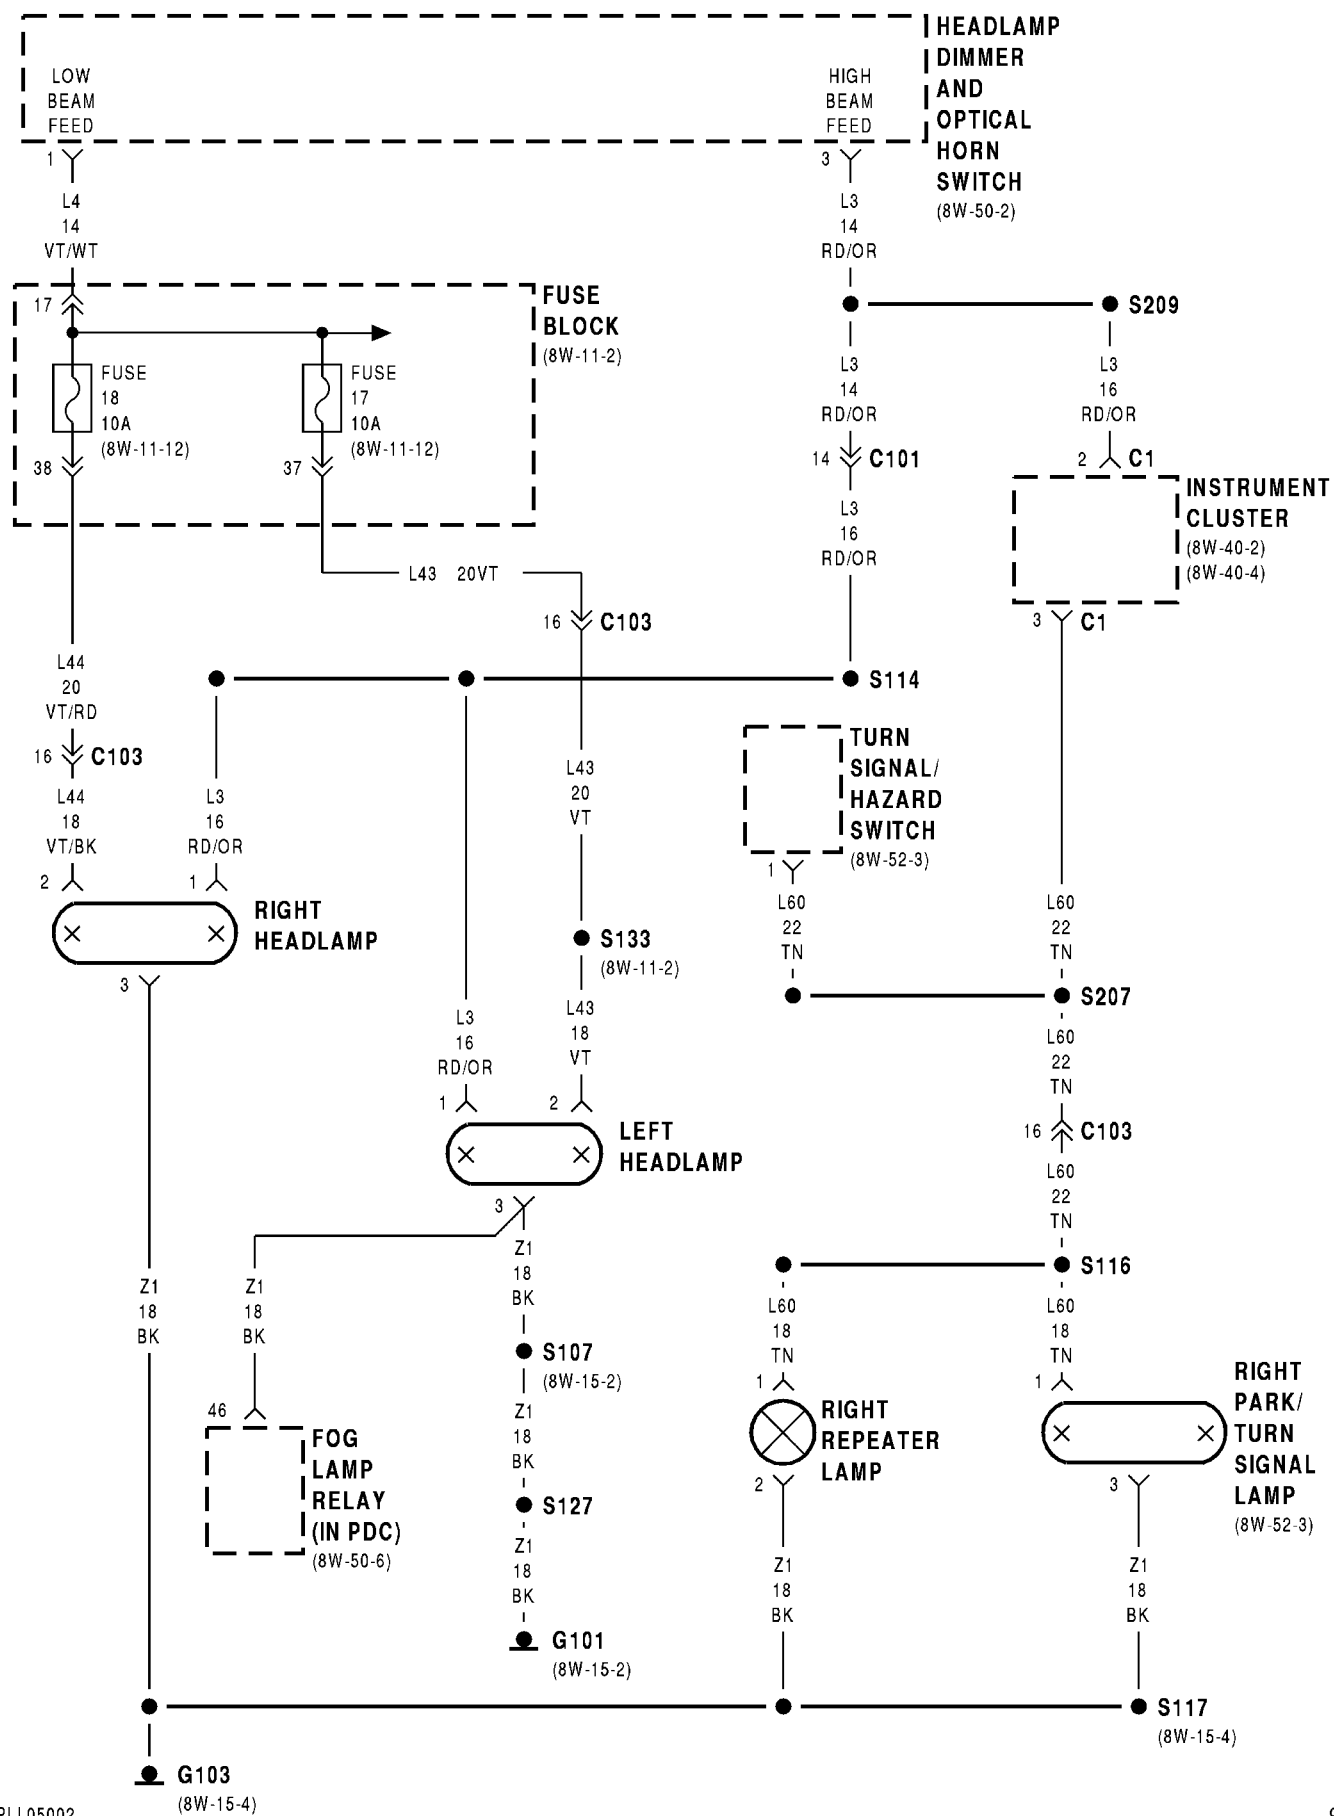 HEADLAMP
DIMMER
AND
OPTICAL
HORN
SWITCH
(8W-50-2)
LOW
BEAM
FEED
HIGH
BEAM
FEED
1
3
L4
14
VT/WT
L3
14
RD/OR
17
FUSE
BLOCK
(8W-11-2)
S209
FUSE
18
10A
(8W-11-12)
FUSE
17
10A
(8W-11-12)
L3
14
RD/OR
L3
16
RD/OR
38
37
14
C101
2
C1
INSTRUMENT
CLUSTER
(8W-40-2)
(8W-40-4)
L3
16
RD/OR
L43 20VT
16
C103
3
C1
L44
20
VT/RD
S114
16
C103
TURN
SIGNAL/
HAZARD
SWITCH
(8W-52-3)
L44
18
VT/BK
L3
16
RD/OR
L43
20
VT
2
1
1
RIGHT
HEADLAMP
L60
22
TN
L60
22
TN
S133
(8W-11-2)
3
S207
L3
16
RD/OR
L43
18
VT
L60
22
TN
1
2
LEFT
HEADLAMP
16
C103
L60
22
TN
3
Z1
18
BK
Z1
18
BK
Z1
18
BK
S116
L60
18
TN
L60
18
TN
S107
(8W-15-2)
1
1
RIGHT
PARK/
TURN
SIGNAL
LAMP
(8W-52-3)
46
FOG
LAMP
RELAY
(IN PDC)
(8W-50-6)
Z1
18
BK
RIGHT
REPEATER
LAMP
2
3
S127
Z1
18
BK
Z1
18
BK
Z1
18
BK
G101
(8W-15-2)
S117
(8W-15-4)
G103
(8W-15-4)